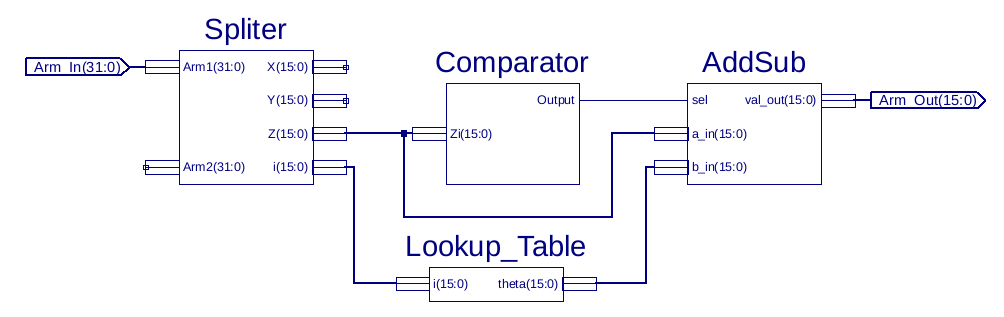 Spliter
Arm_In(31:0)
Arm1(31:0)
X(15:0)
Y(15:0)
Z(15:0)
Arm2(31:0)
i(15:0)
Comparator
Output
Zi(15:0)
AddSub
sel
val_out(15:0)
a_in(15:0)
b_in(15:0)
Arm_Out(15:0)
Lookup_Table
i(15:0)
theta(15:0)